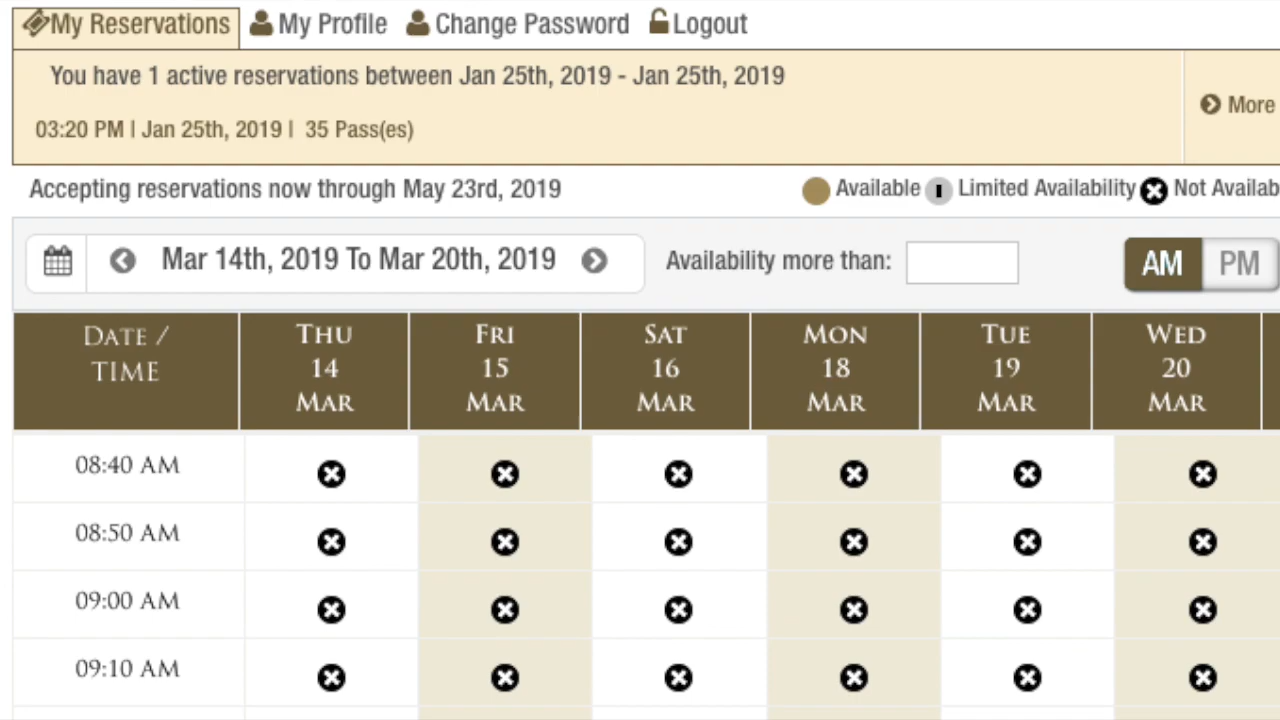 My Reservations My Profile Change Password Logout
You have 1 active reservations between Jan 25th, 2019 - Jan 25th, 2019
03:20 PM | Jan 25th, 2019 | 35 Pass(es)
More
Accepting reservations now through May 23rd, 2019 Available Limited Availability Not Availab
Mar 14th, 2019 To Mar 20th, 2019 Availability more than: AM PM
DATE / TIME THU 14 MAR FRI 15 MAR SAT 16 MAR MON 18 MAR TUE 19 MAR WED 20 MAR
08:40 AM
08:50 AM
09:00 AM
09:10 AM